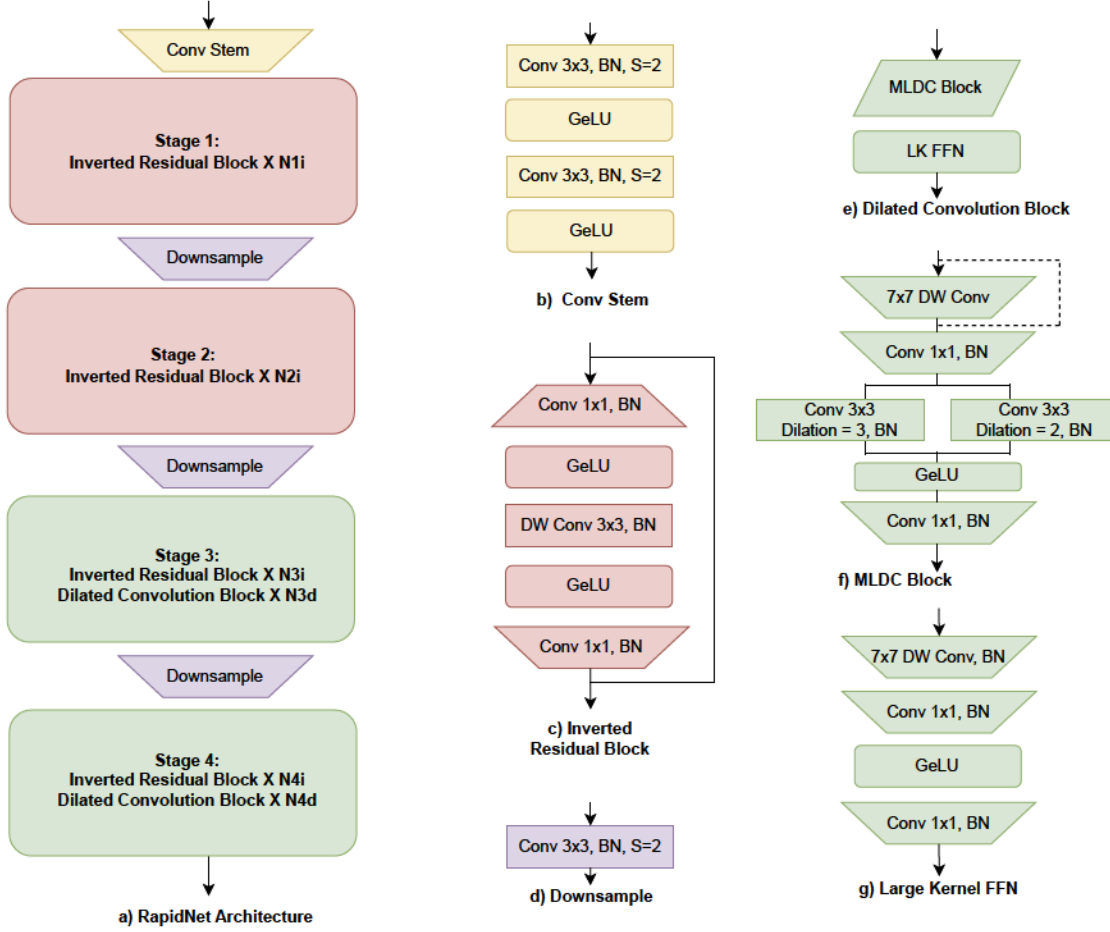 Conv Stem
Stage 1:
Inverted Residual Block X N1i
Downsample
Stage 2:
Inverted Residual Block X N2i
Downsample
Stage 3:
Inverted Residual Block X N3i
Dilated Convolution Block X N3d
Downsample
Stage 4:
Inverted Residual Block X N4i
Dilated Convolution Block X N4d
a) RapidNet Architecture
Conv 3x3, BN, S=2
GeLU
Conv 3x3, BN, S=2
GeLU
b) Conv Stem
Conv 1x1, BN
GeLU
DW Conv 3x3, BN
GeLU
Conv 1x1, BN
c) Inverted
Residual Block
Conv 3x3, BN, S=2
d) Downsample
MLDC Block
LK FFN
e) Dilated Convolution Block
7x7 DW Conv
Conv 1x1, BN
Conv 3x3
Dilation = 3, BN
Conv 3x3
Dilation = 2, BN
GeLU
Conv 1x1, BN
f) MLDC Block
7x7 DW Conv, BN
Conv 1x1, BN
GeLU
Conv 1x1, BN
g) Large Kernel FFN